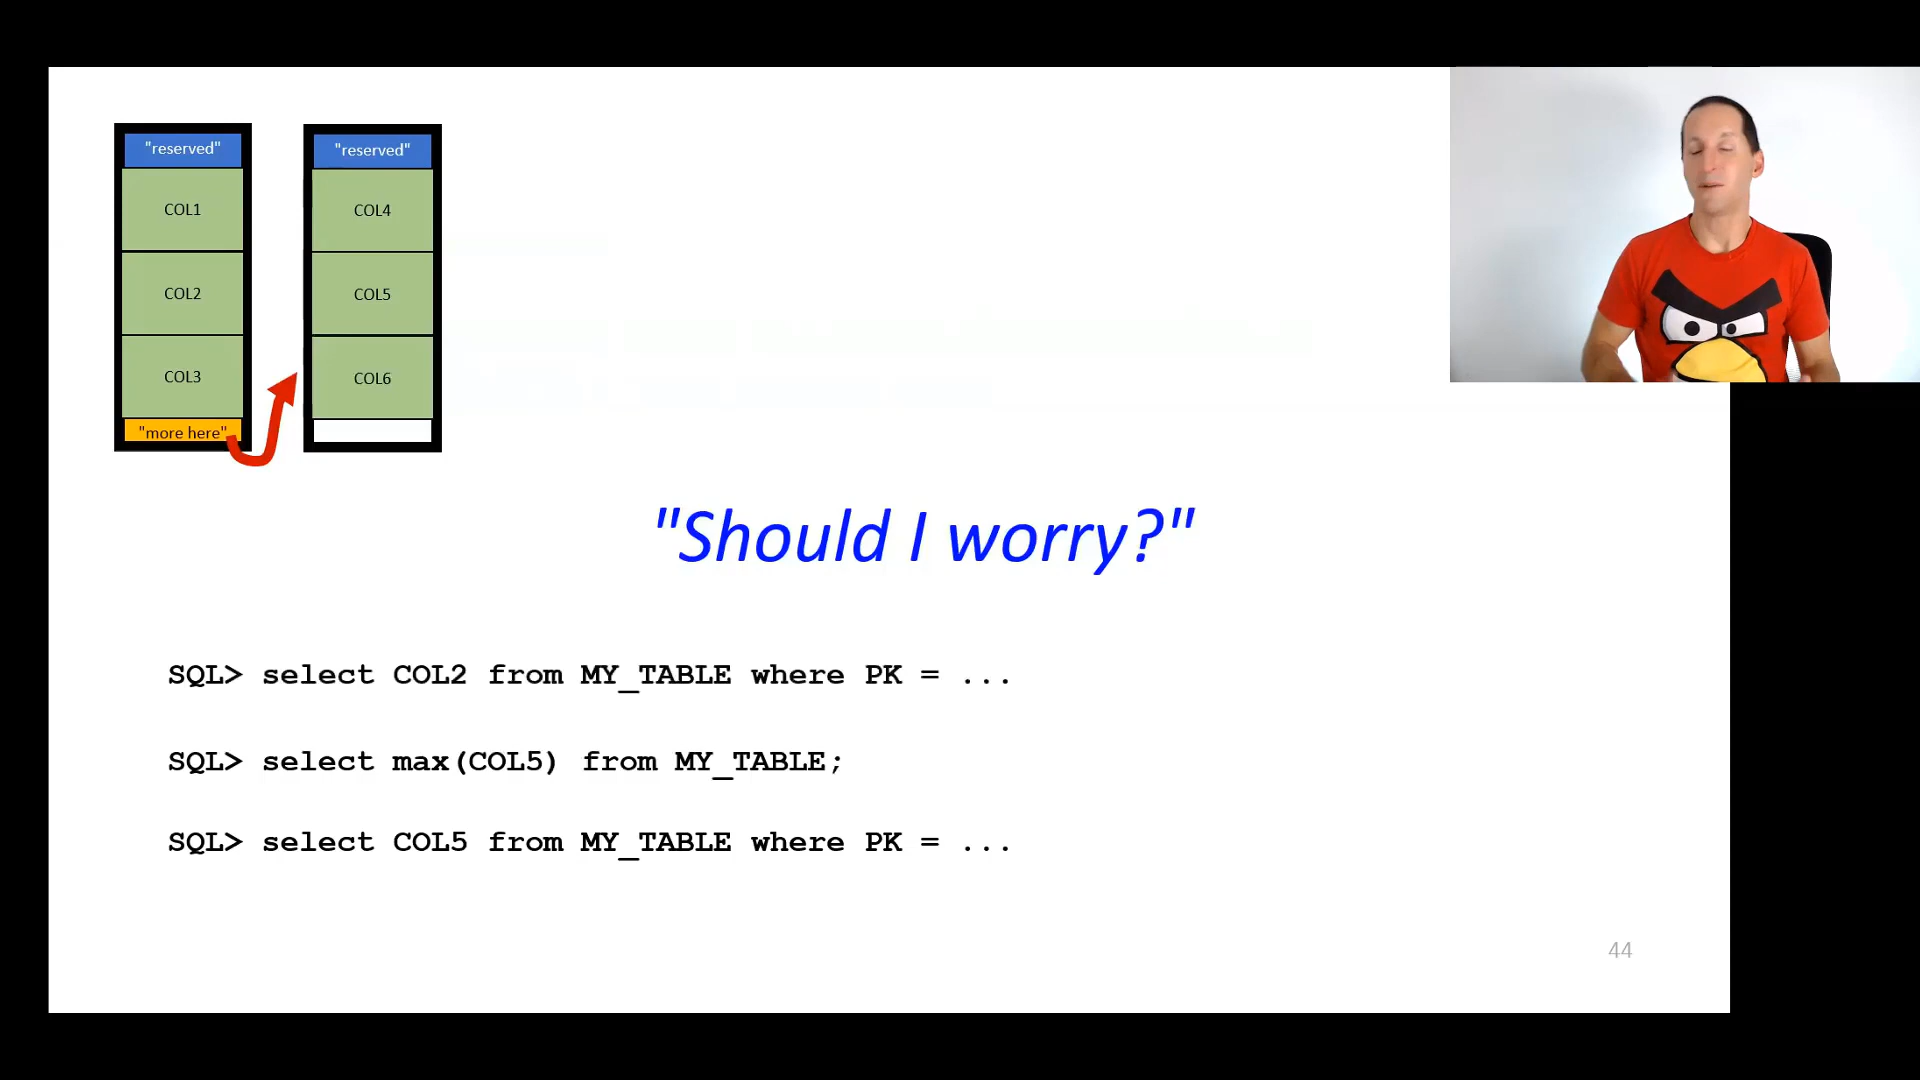 "reserved"
COL1
COL2
COL3
"more here"
"reserved"
COL4
COL5
COL6
"Should I worry?"
SQL> select COL2 from MY_TABLE where PK = ...
SQL> select max(COL5) from MY_TABLE;
SQL> select COL5 from MY_TABLE where PK = ...
44